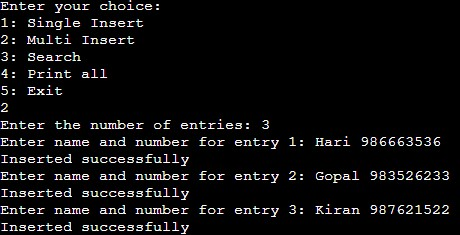 Enter your choice:
1: Single Insert
2: Multi Insert
3: Search
4: Print all
5: Exit
2
Enter the number of entries: 3
Enter name and number for entry 1: Hari 986663536
Inserted successfully
Enter name and number for entry 2: Gopal 983526233
Inserted successfully
Enter name and number for entry 3: Kiran 987621522
Inserted successfully